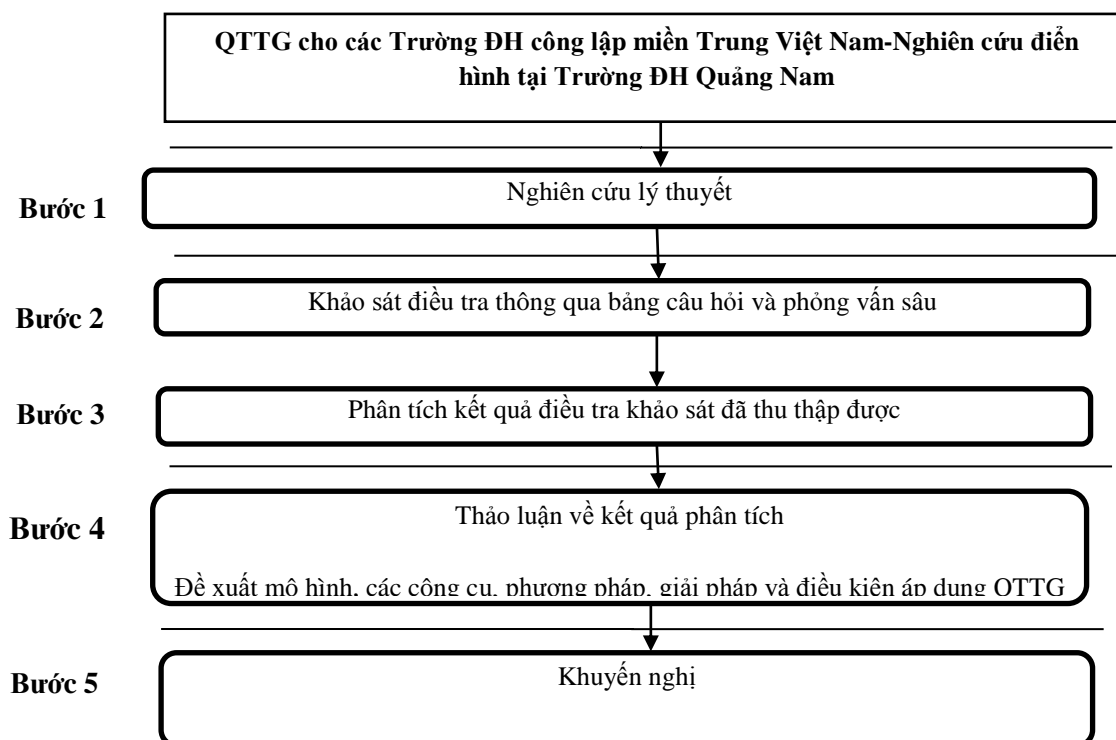 QTTG cho các Trường ĐH công lập miền Trung Việt Nam-Nghiên cứu điển
hình tại Trường ĐH Quảng Nam
Bước 1
Nghiên cứu lý thuyết
Bước 2
Khảo sát điều tra thông qua bảng câu hỏi và phỏng vấn sâu
Bước 3
Phân tích kết quả điều tra khảo sát đã thu thập được
Bước 4
Thảo luận về kết quả phân tích
Đề xuất mô hình, các công cụ, phương pháp, giải pháp và điều kiện áp dụng QTTG
Bước 5
Khuyến nghị